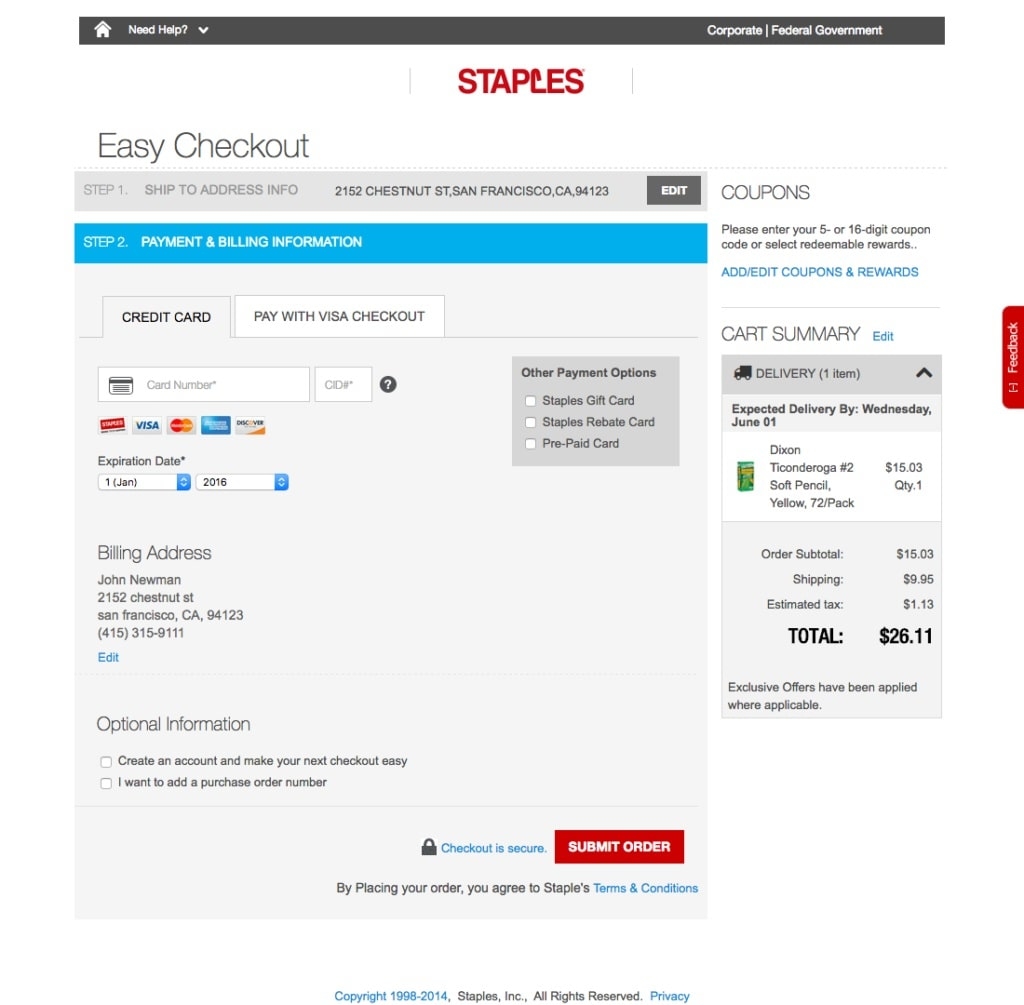 Need Help?
Corporate | Federal Government
STAPLES
Easy Checkout
STEP 1. SHIP TO ADDRESS INFO 2152 CHESTNUT ST,SAN FRANCISCO,CA,94123 EDIT
STEP 2. PAYMENT & BILLING INFORMATION
CREDIT CARD
PAY WITH VISA CHECKOUT
Card Number*
CID#*
?
STAPLES VISA MasterCard DISCOVER
Expiration Date*
1 (Jan) 2016
Other Payment Options
Staples Gift Card
Staples Rebate Card
Pre-Paid Card
Billing Address
John Newman
2152 chestnut st
san francisco, CA, 94123
(415) 315-9111
Edit
Optional Information
Create an account and make your next checkout easy
I want to add a purchase order number
Checkout is secure.
SUBMIT ORDER
By Placing your order, you agree to Staple's Terms & Conditions
COUPONS
Please enter your 5- or 16-digit coupon
code or select redeemable rewards..
ADD/EDIT COUPONS & REWARDS
CART SUMMARY Edit
DELIVERY (1 item)
Expected Delivery By: Wednesday,
June 01
Dixon
Ticonderoga #2 $15.03
Soft Pencil, Qty.1
Yellow, 72/Pack
Order Subtotal: $15.03
Shipping: $9.95
Estimated tax: $1.13
TOTAL: $26.11
Exclusive Offers have been applied
where applicable.
[-] Feedback
Copyright 1998-2014, Staples, Inc., All Rights Reserved. Privacy